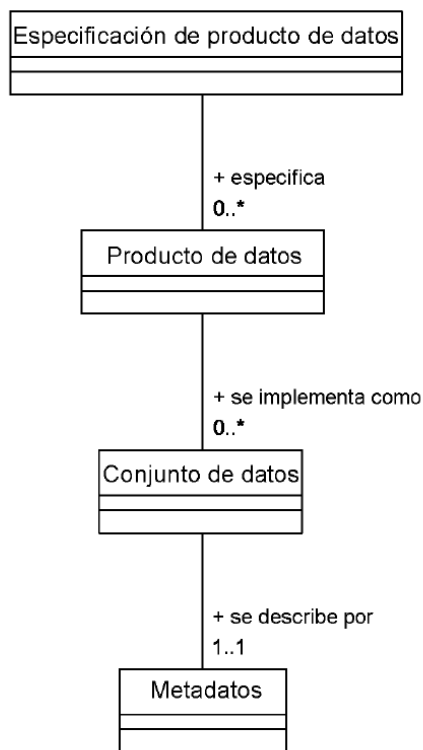 Especificación de producto de datos
+ especifica
0..*
Producto de datos
+ se implementa como
0..*
Conjunto de datos
+ se describe por
1..1
Metadatos